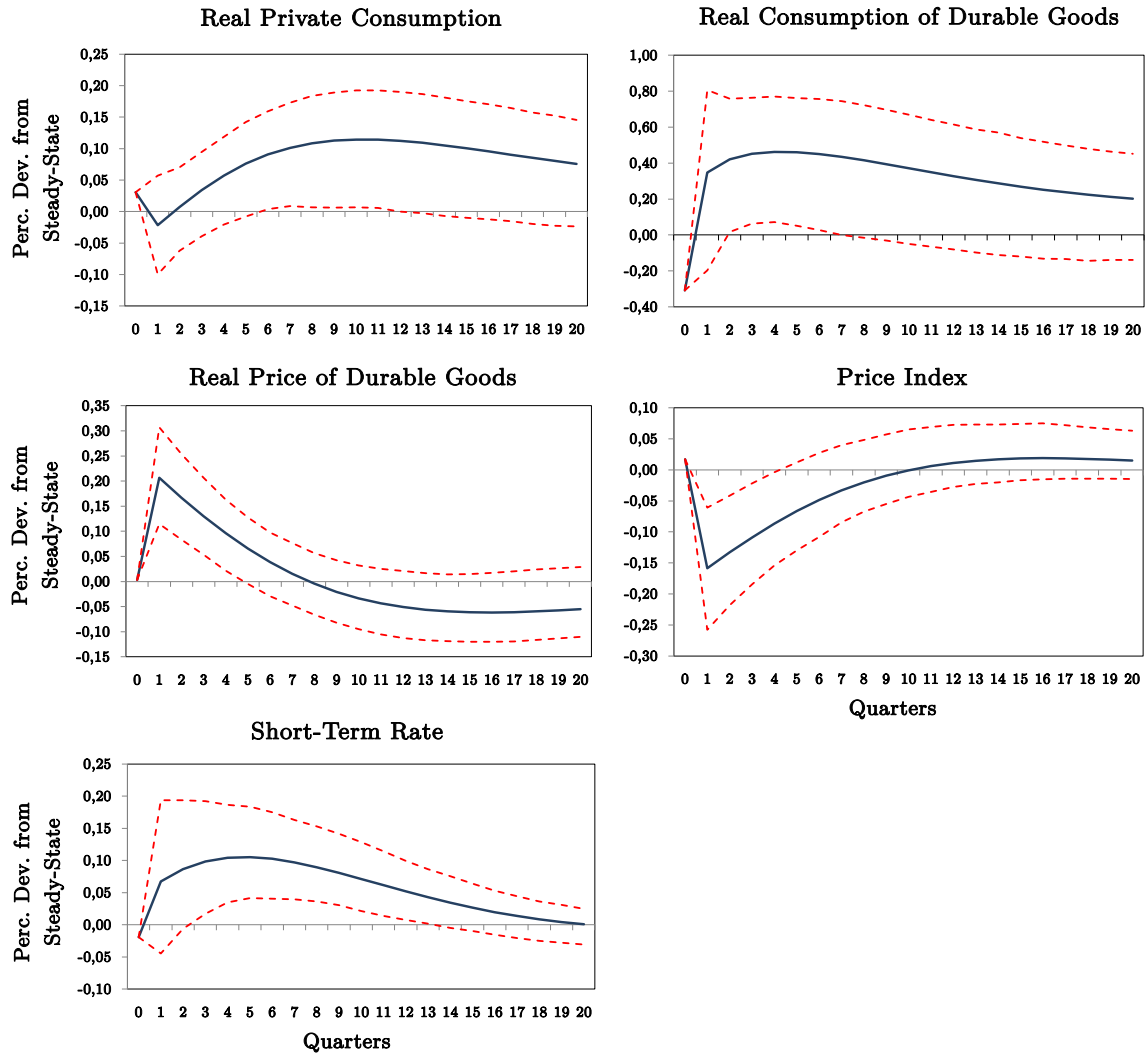 Real Private Consumption
Perc. Dev. from
Steady-State
0,25
0,20
0,15
0,10
0,05
0,00
-0,05
-0,10
-0,15
0 1 2 3 4 5 6 7 8 9 10 11 12 13 14 15 16 17 18 19 20
Real Consumption of Durable Goods
1,00
0,80
0,60
0,40
0,20
0,00
-0,20
-0,40
0 1 2 3 4 5 6 7 8 9 10 11 12 13 14 15 16 17 18 19 20
Real Price of Durable Goods
Perc. Dev. from
Steady-State
0,35
0,30
0,25
0,20
0,15
0,10
0,05
0,00
-0,05
-0,10
-0,15
0 1 2 3 4 5 6 7 8 9 10 11 12 13 14 15 16 17 18 19 20
Price Index
0,10
0,05
0,00
-0,05
-0,10
-0,15
-0,20
-0,25
-0,30
0 1 2 3 4 5 6 7 8 9 10 11 12 13 14 15 16 17 18 19 20
Quarters
Short-Term Rate
Perc. Dev. from
Steady-State
0,25
0,20
0,15
0,10
0,05
0,00
-0,05
-0,10
0 1 2 3 4 5 6 7 8 9 10 11 12 13 14 15 16 17 18 19 20
Quarters